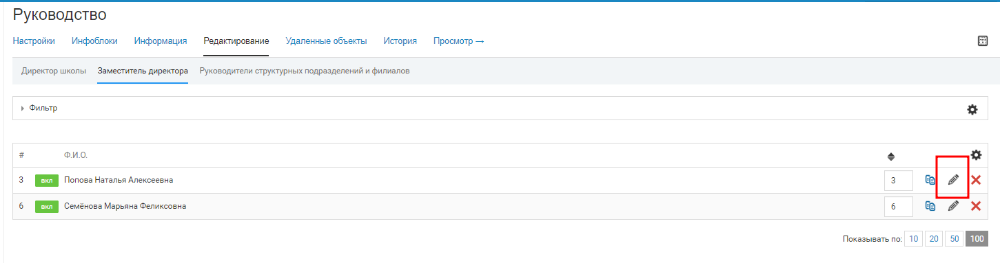 Руководство
Настройки Инфоблоки Информация Редактирование Удаленные объекты История Просмотр →
Директор школы Заместитель директора Руководители структурных подразделений и филиалов
Фильтр
# Ф.И.О.
3 вкл Попова Наталья Алексеевна 3
6 вкл Семёнова Марьяна Феликсовна 6
Показывать по: 10 20 50 100